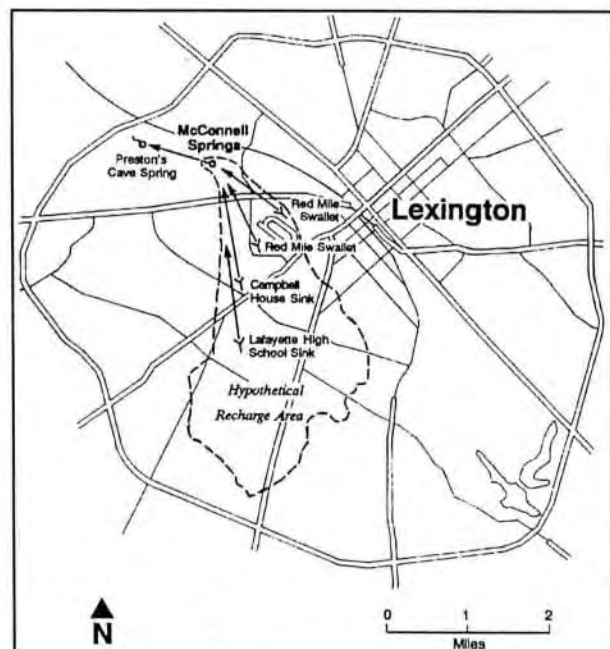 McConnell
Springs
Preston's
Cave Spring
Red Mile
Swallet
Lexington
Red Mile Swallet
Campbell
House Sink
Lafayette High
School Sink
Hypothetical
Recharge Area
N
0 1 2
Miles